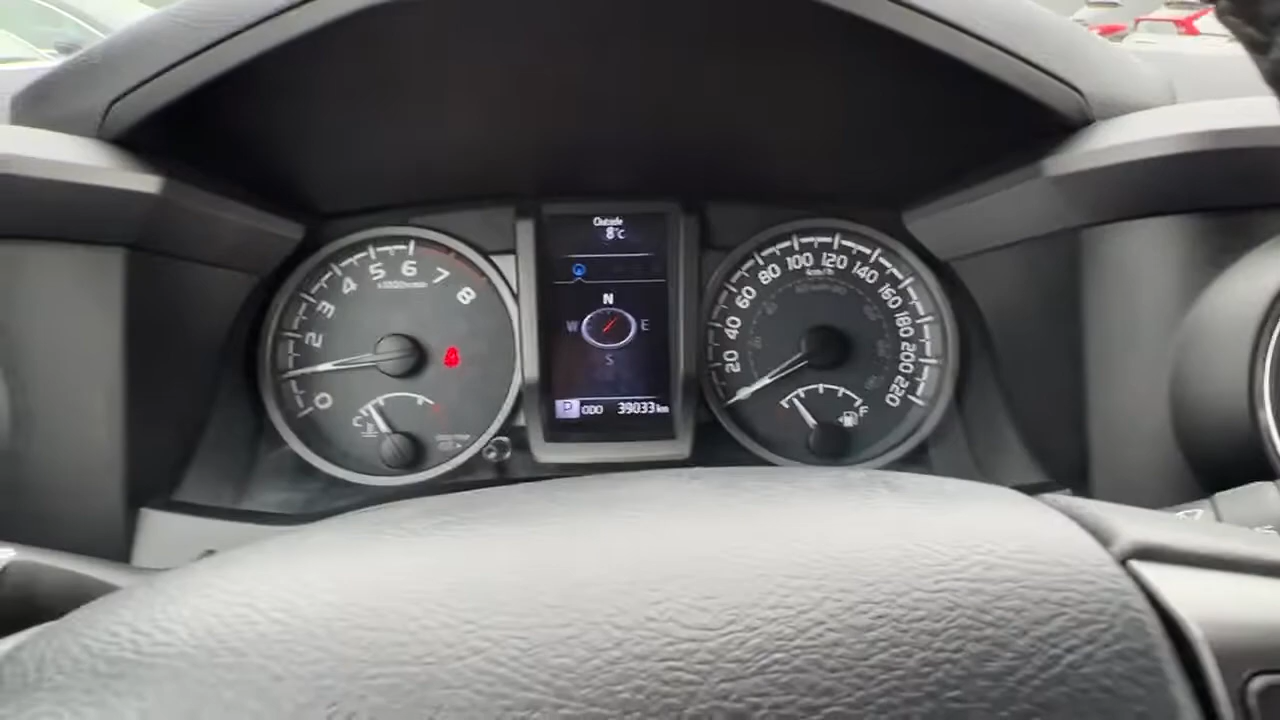 Outside
8°C
N
W E
S
P ODO 39033 km
0 2 3 4 5 6 7 8
x1000r/min
C
20 40 60 80 100 120 140 160 180 200 220
km/h
F